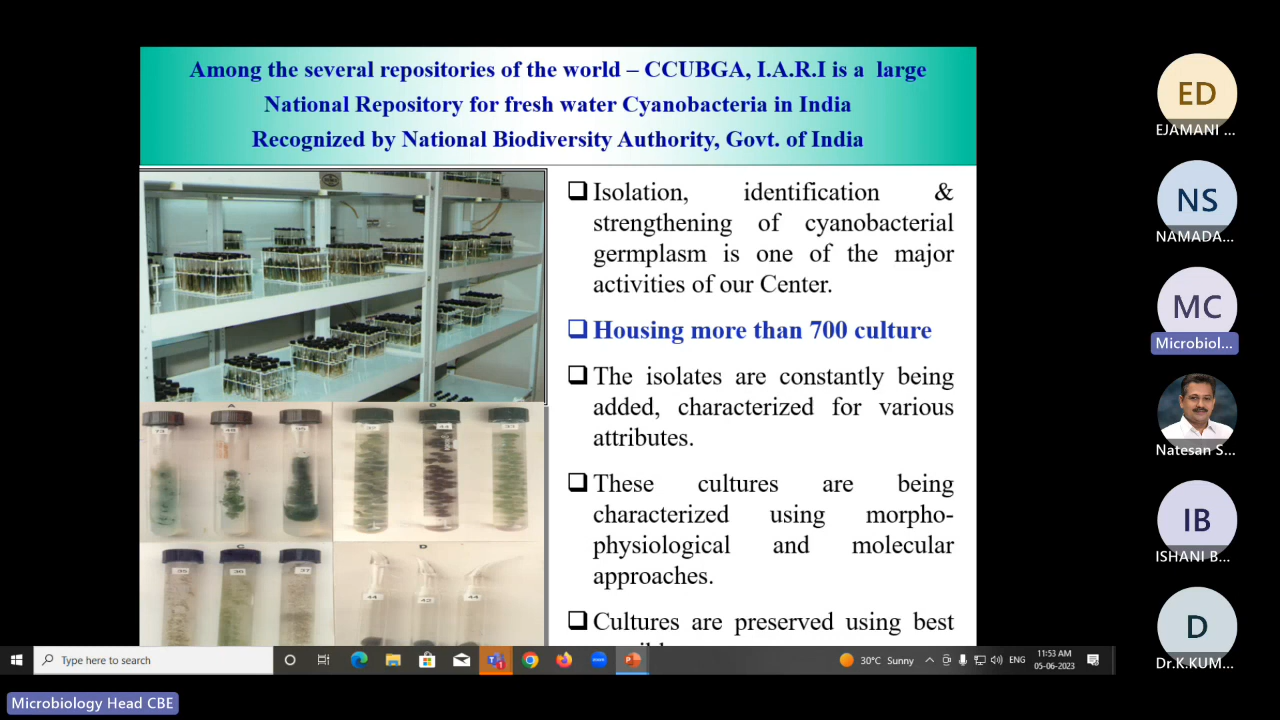 Among the several repositories of the world – CCUBGA, I.A.R.I is a large
National Repository for fresh water Cyanobacteria in India
Recognized by National Biodiversity Authority, Govt. of India
Isolation, identification &
strengthening of cyanobacterial
germplasm is one of the major
activities of our Center.
Housing more than 700 culture
The isolates are constantly being
added, characterized for various
attributes.
These cultures are being
characterized using morpho-
physiological and molecular
approaches.
Cultures are preserved using best
A
C
D
ED
EJAMANI ...
NS
NAMADA...
MC
Microbiol...
Natesan S...
IB
ISHANI B...
D
Dr.K.KUM...
Type here to search
30°C Sunny
ENG
11:53 AM
05-06-2023
Microbiology Head CBE